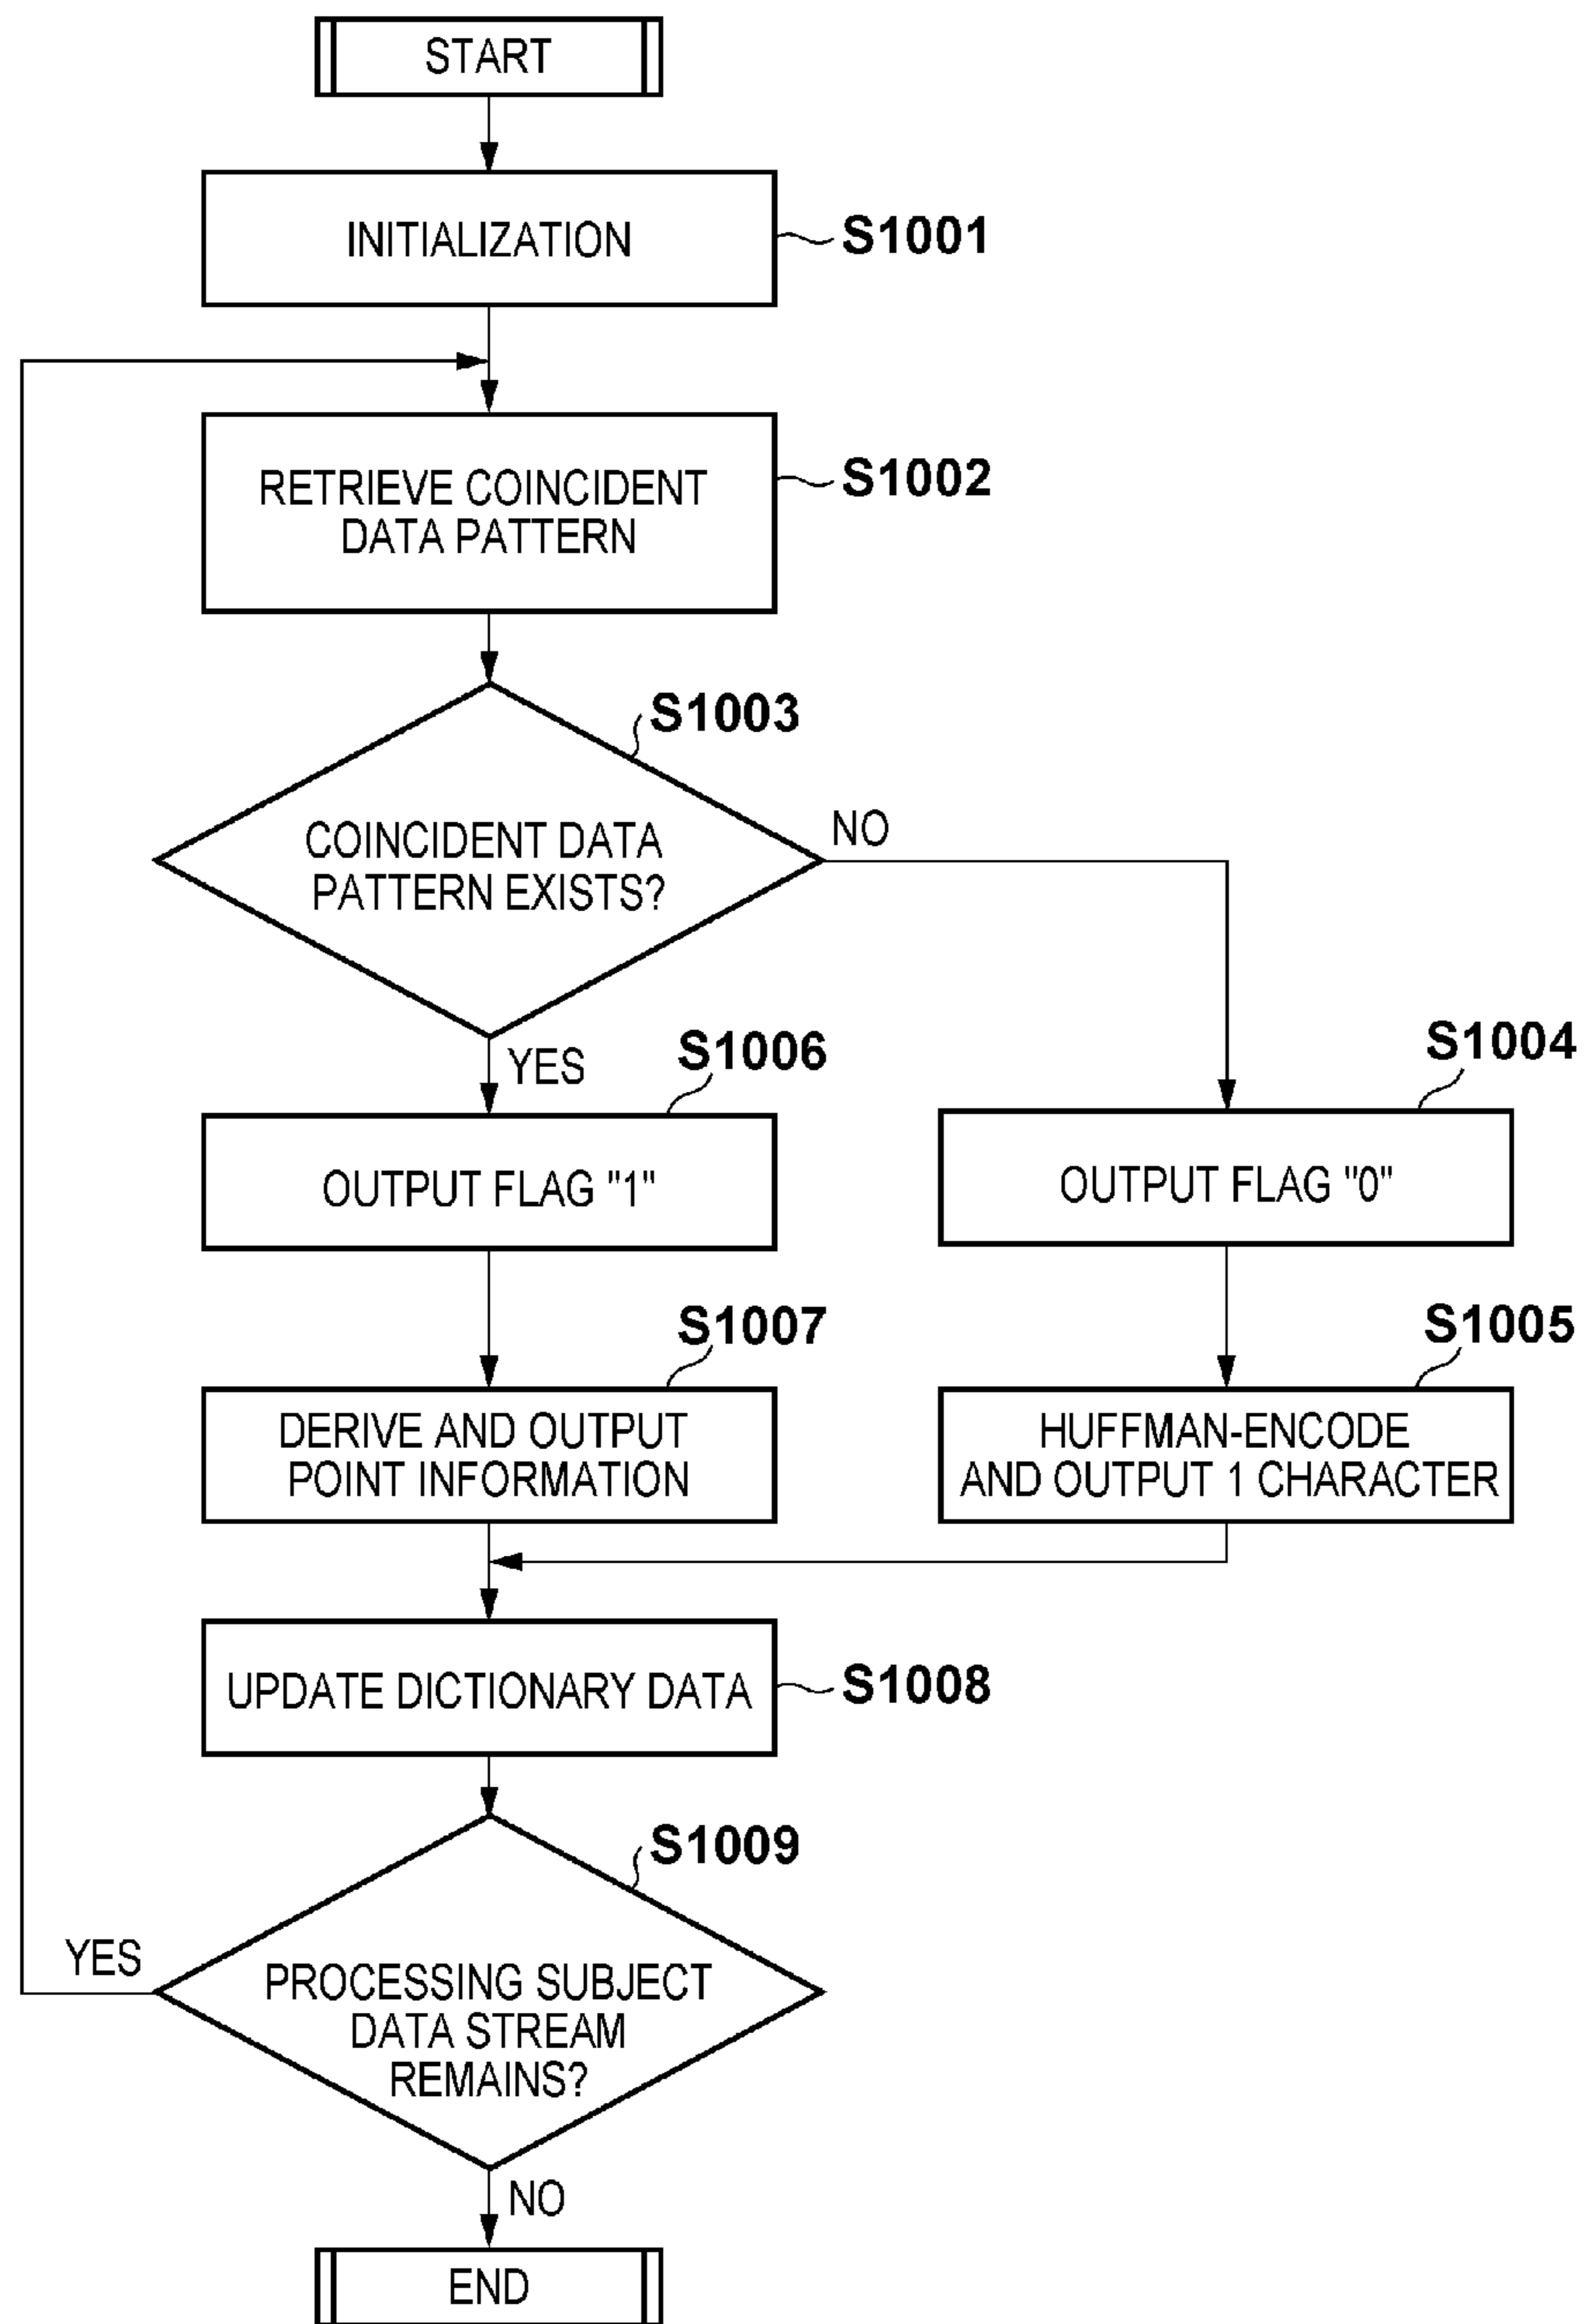 START
INITIALIZATION
S1001
RETRIEVE COINCIDENT
DATA PATTERN
S1002
S1003
COINCIDENT DATA
PATTERN EXISTS?
NO
YES
S1006
OUTPUT FLAG "1"
S1004
OUTPUT FLAG "0"
S1007
DERIVE AND OUTPUT
POINT INFORMATION
S1005
HUFFMAN-ENCODE
AND OUTPUT 1 CHARACTER
UPDATE DICTIONARY DATA
S1008
S1009
YES
PROCESSING SUBJECT
DATA STREAM
REMAINS?
NO
END